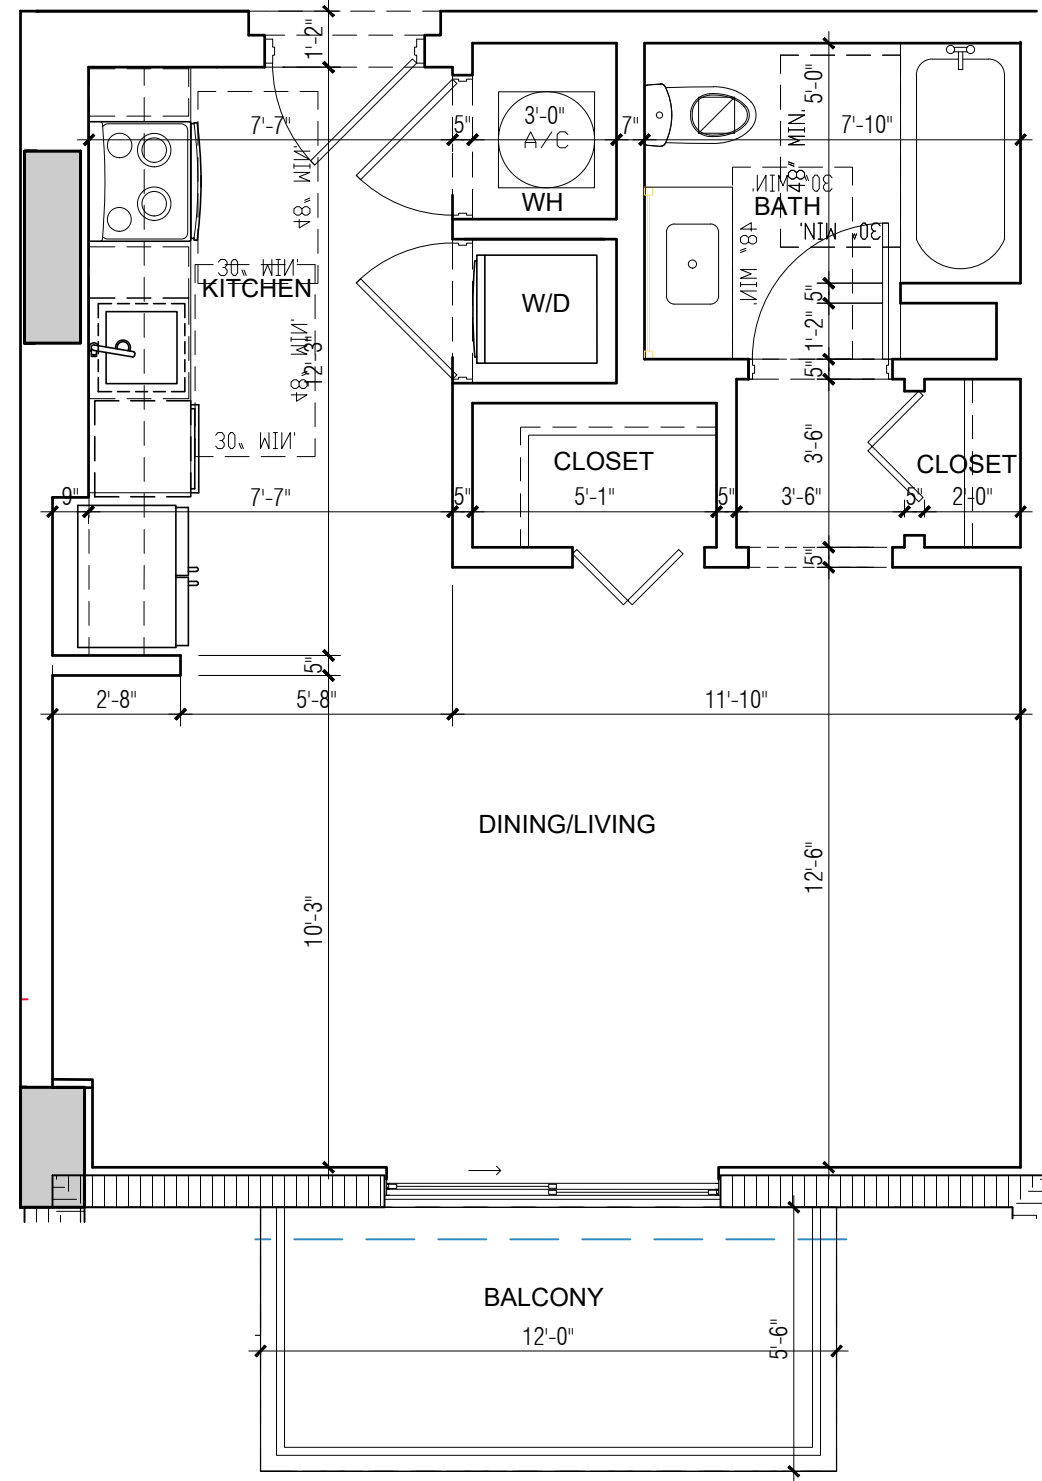 1'-2"
5'-0"
7'-7"
5"
3'-0"
7"
7'-10"
A/C
48" MIN.
48" MIN
30" MIN.
WH
BATH
30" MIN.
48" MIN.
30" MIN.
KITCHEN
W/D
5"
1'-2"
12'-3"
48" MIN.
5"
30" MIN.
3'-6"
CLOSET
CLOSET
9"
7'-7"
5"
5'-1"
5"
3'-6"
5"
2'-0"
5"
5"
2'-8"
5'-8"
11'-10"
DINING/LIVING
12'-6"
10'-3"
BALCONY
12'-0"
5'-6"